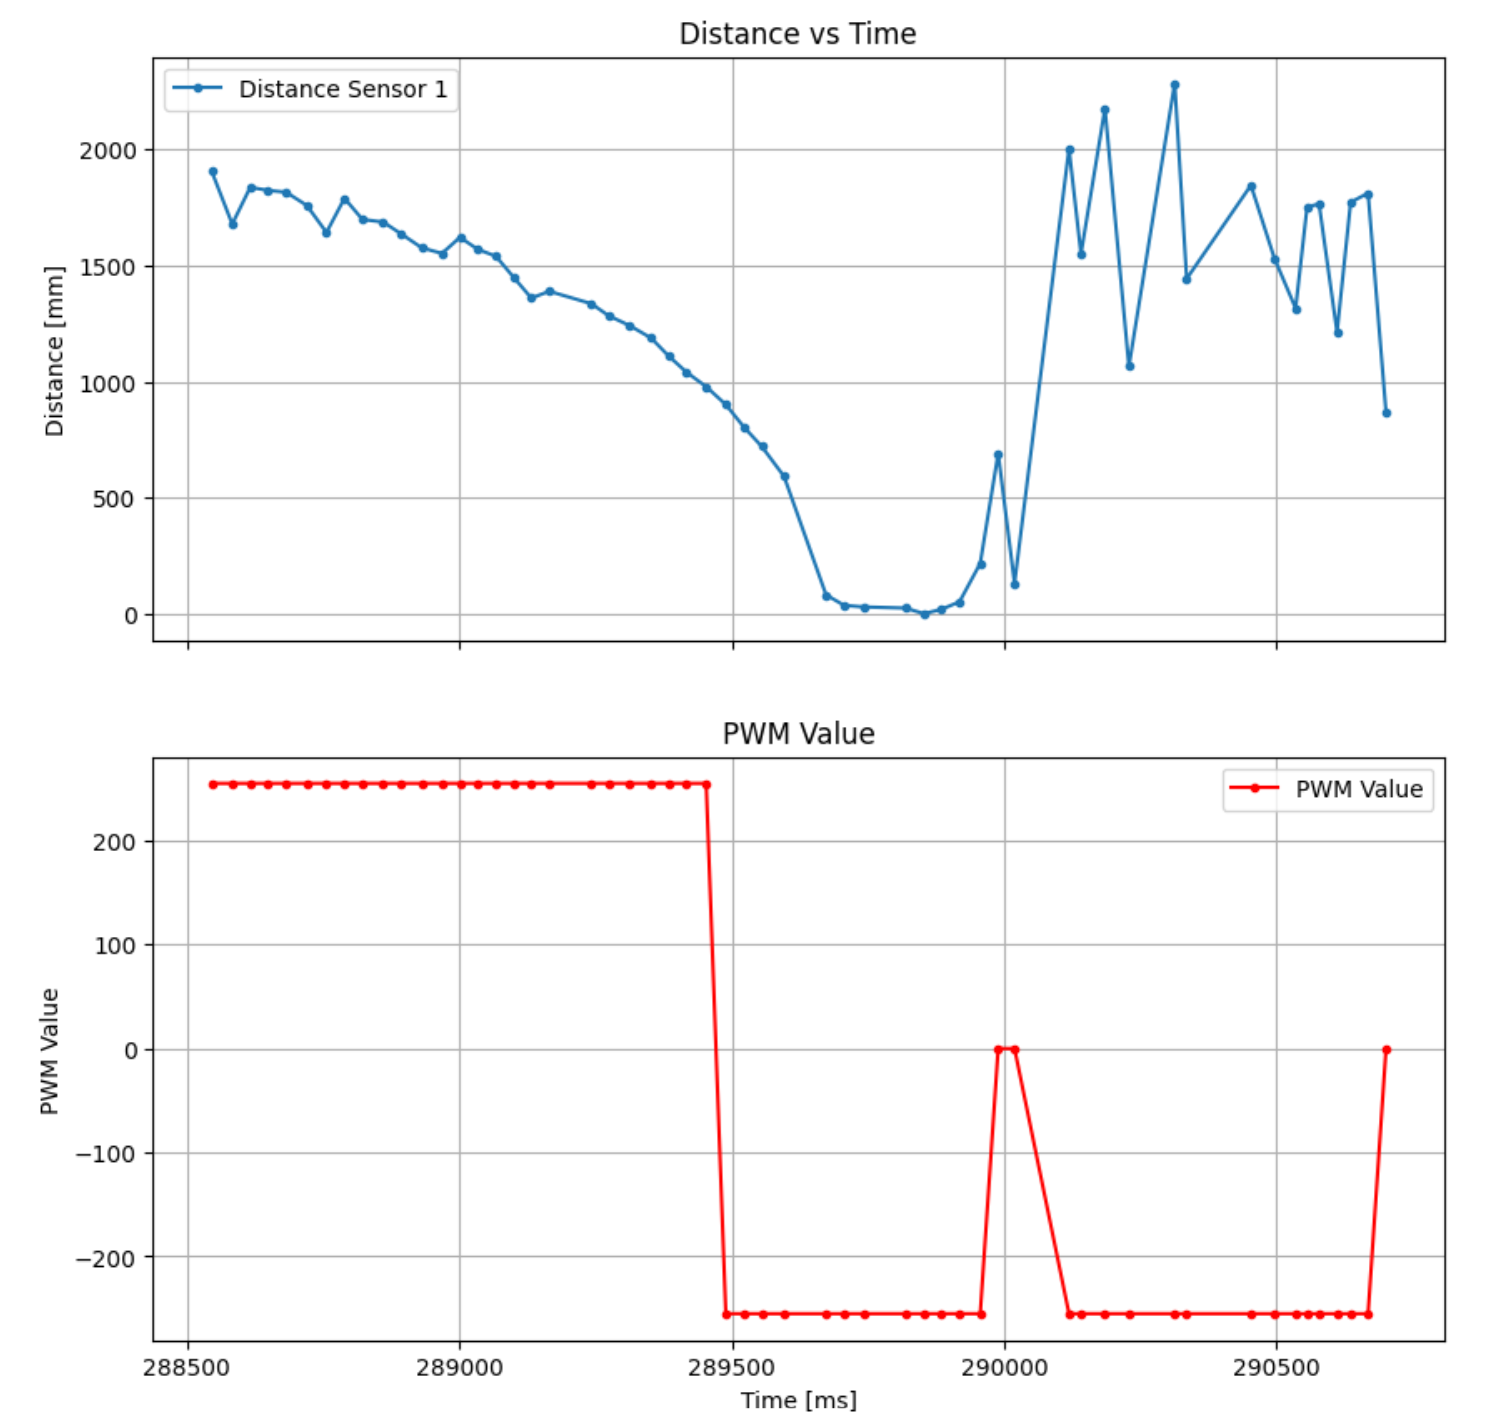 Distance vs Time
Distance Sensor 1
2000
1500
1000
500
0
Distance [mm]
PWM Value
PWM Value
200
100
0
−100
−200
PWM Value
288500 289000 289500 290000 290500
Time [ms]